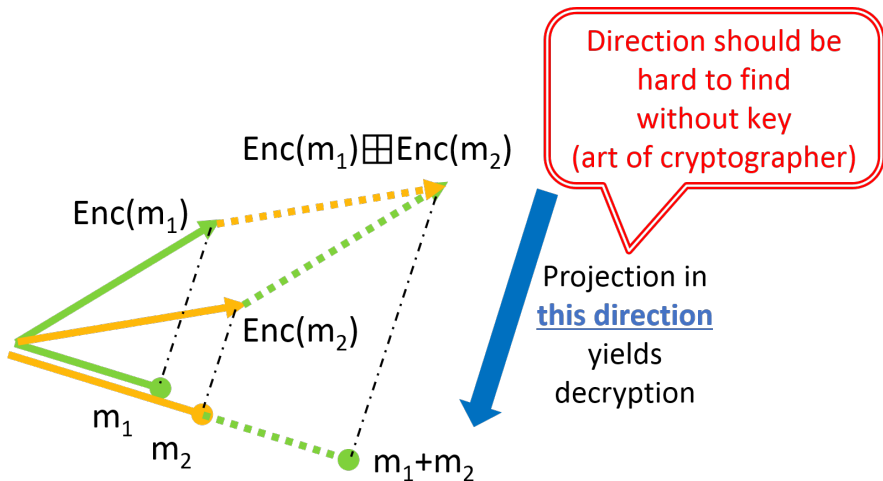 Direction should be
hard to find
without key
(art of cryptographer)
Enc(m₁)⊞Enc(m₂)
Enc(m₁)
Enc(m₂)
Projection in
this direction
yields
decryption
m₁
m₂
m₁+m₂